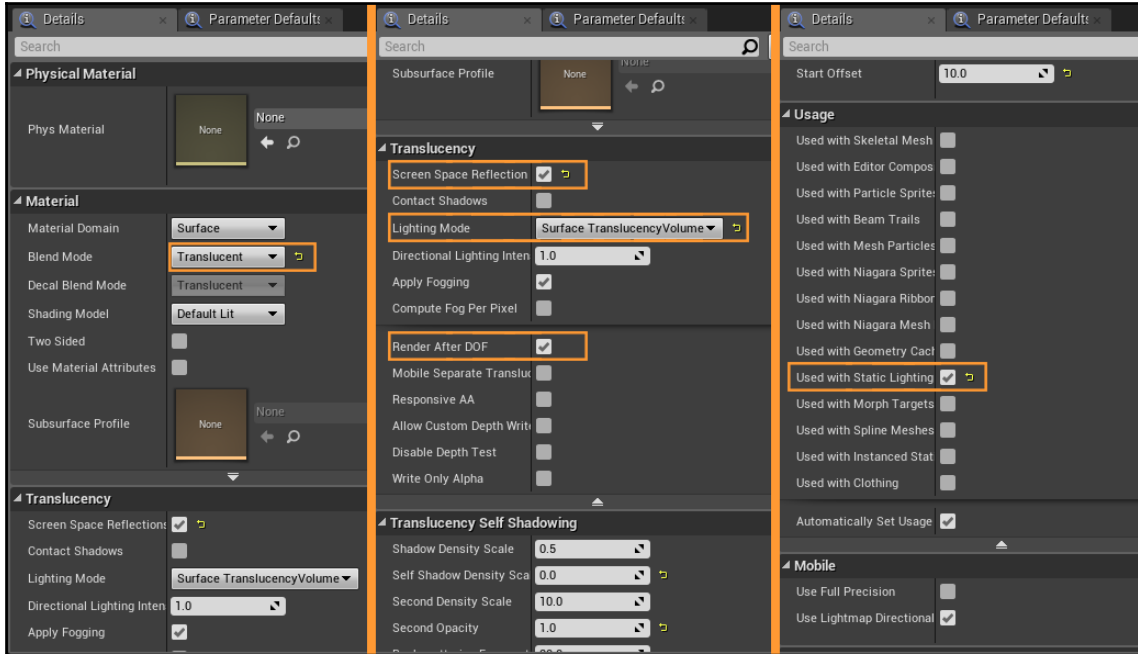 Details
Parameter Defaults
Search
Physical Material
Phys Material
None
None
Material
Material Domain
Surface
Blend Mode
Translucent
Decal Blend Mode
Translucent
Shading Model
Default Lit
Two Sided
Use Material Attributes
Subsurface Profile
None
None
Translucency
Screen Space Reflections
Contact Shadows
Lighting Mode
Surface TranslucencyVolume
Directional Lighting Inten
1.0
Apply Fogging
Details
Parameter Defaults
Search
Subsurface Profile
None
None
Translucency
Screen Space Reflection
Contact Shadows
Lighting Mode
Surface TranslucencyVolume
Directional Lighting Inten
1.0
Apply Fogging
Compute Fog Per Pixel
Render After DOF
Mobile Separate Transluc
Responsive AA
Allow Custom Depth Write
Disable Depth Test
Write Only Alpha
Translucency Self Shadowing
Shadow Density Scale
0.5
Self Shadow Density Sca
0.0
Second Density Scale
10.0
Second Opacity
1.0
Details
Parameter Defaults
Search
Start Offset
10.0
Usage
Used with Skeletal Mesh
Used with Editor Compos
Used with Particle Sprites
Used with Beam Trails
Used with Mesh Particles
Used with Niagara Sprites
Used with Niagara Ribbon
Used with Niagara Mesh
Used with Geometry Cach
Used with Static Lighting
Used with Morph Targets
Used with Spline Meshes
Used with Instanced Stat
Used with Clothing
Automatically Set Usage
Mobile
Use Full Precision
Use Lightmap Directional